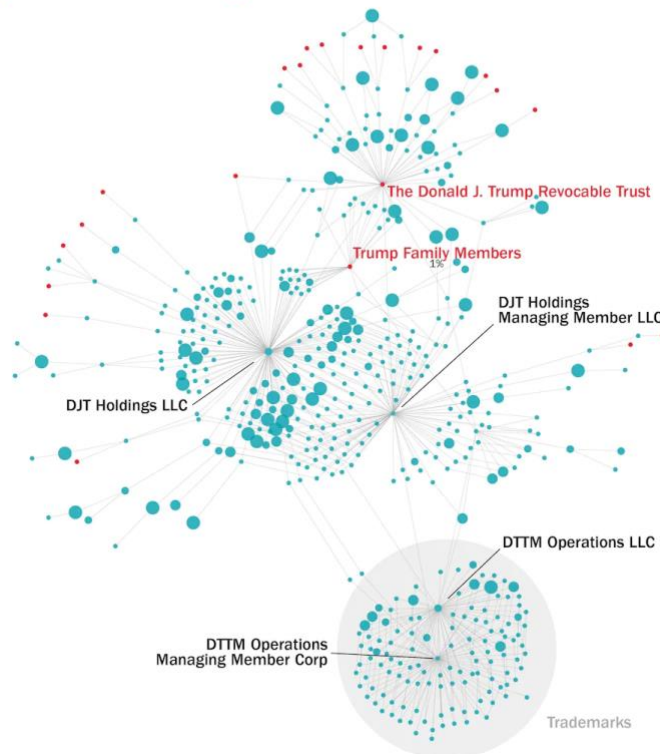 The Donald J. Trump Revocable Trust
Trump Family Members
1%
DJT Holdings
Managing Member LLC
DJT Holdings LLC
DTTM Operations LLC
DTTM Operations
Managing Member Corp
Trademarks